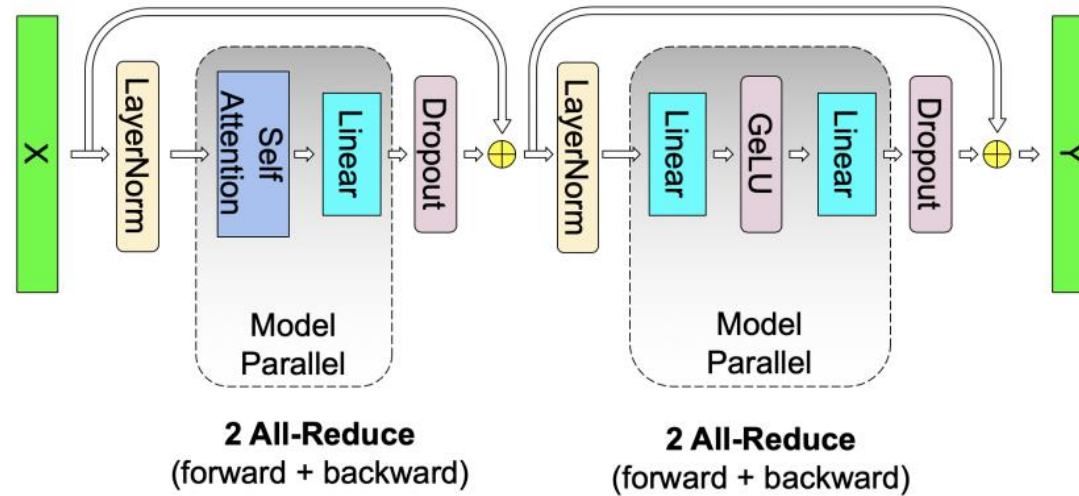 X
LayerNorm
Self
Attention
Linear
Dropout
LayerNorm
Linear
GeLU
Linear
Dropout
Y
Model
Parallel
Model
Parallel
2 All-Reduce
(forward + backward)
2 All-Reduce
(forward + backward)